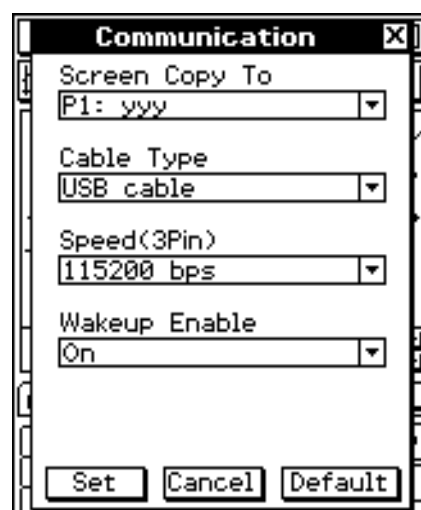 Communication X
Screen Copy To
P1: yyy
Cable Type
USB cable
Speed(3Pin)
115200 bps
Wakeup Enable
On
Set Cancel Default